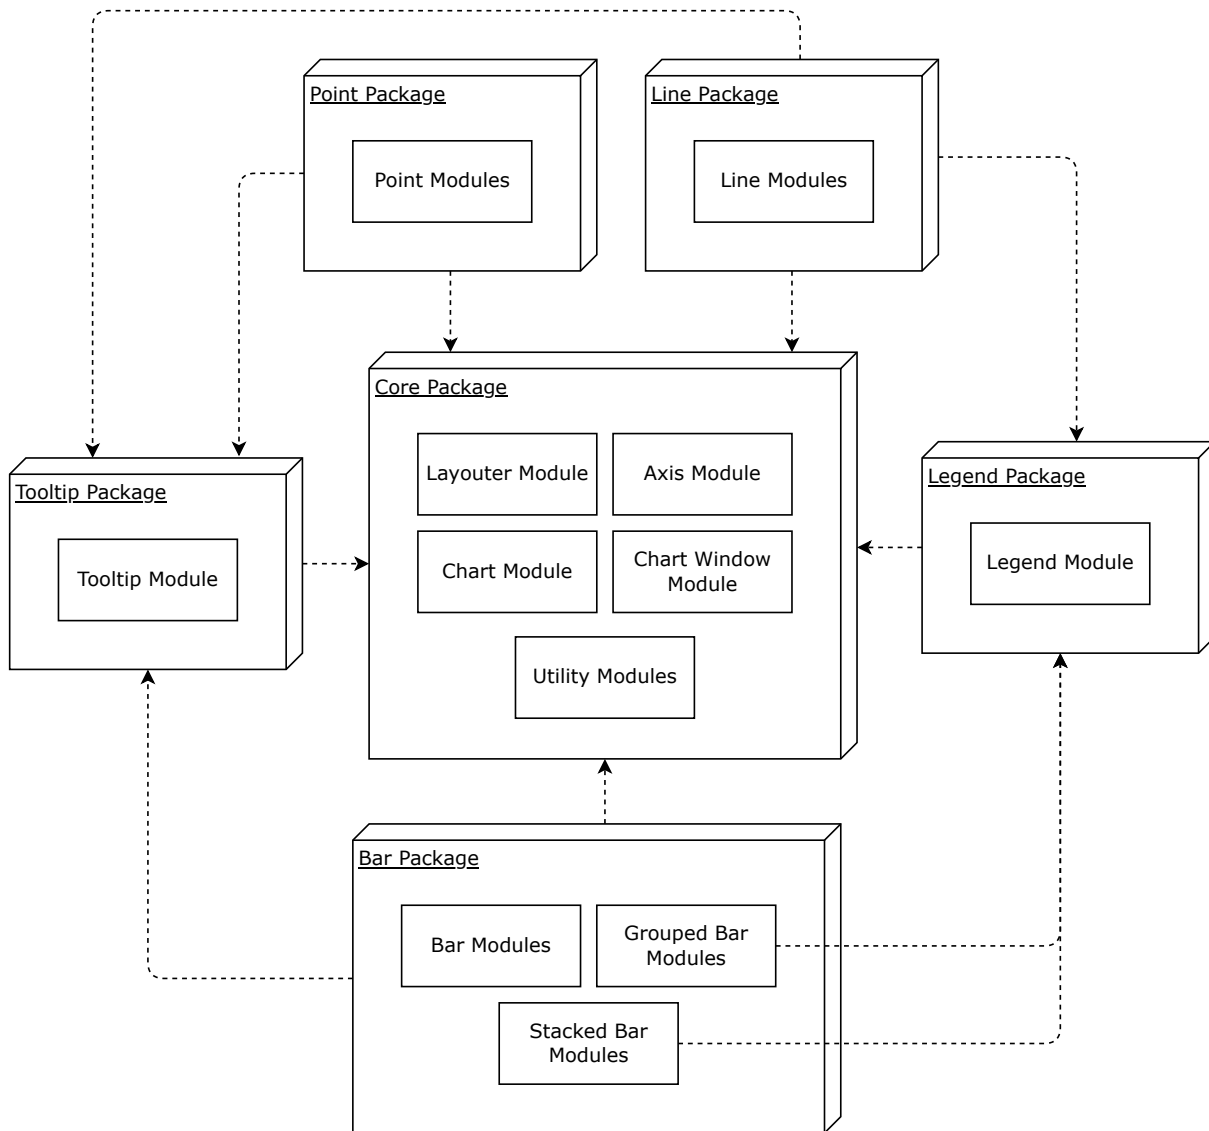 Point Package
Point Modules
Line Package
Line Modules
Core Package
Layouter Module
Axis Module
Chart Module
Chart Window
Module
Utility Modules
Tooltip Package
Tooltip Module
Legend Package
Legend Module
Bar Package
Bar Modules
Grouped Bar
Modules
Stacked Bar
Modules